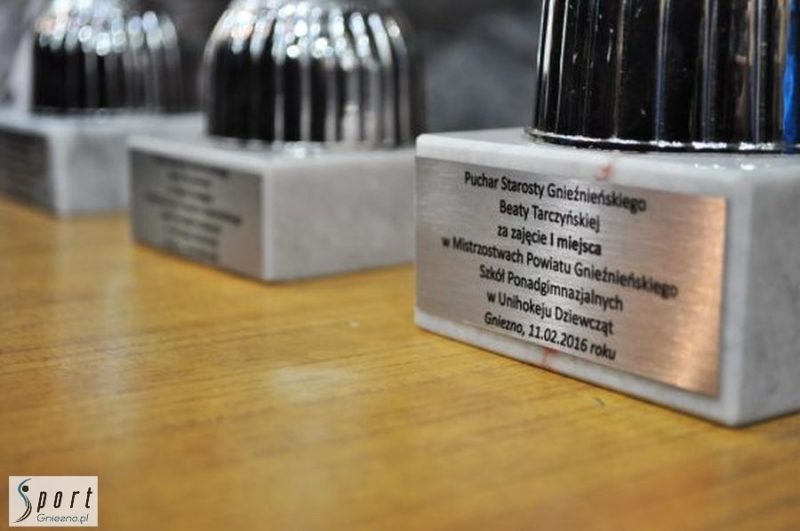 Puchar Starosty Gnieźnieńskiego
Beaty Tarczyńskiej
za zajęcie I miejsca
w Mistrzostwach Powiatu Gnieźnieńskiego
Szkół Ponadgimnazjalnych
w Unihokeju Dziewcząt
Gniezno, 11.02.2016 roku
Sport
Gniezno.pl